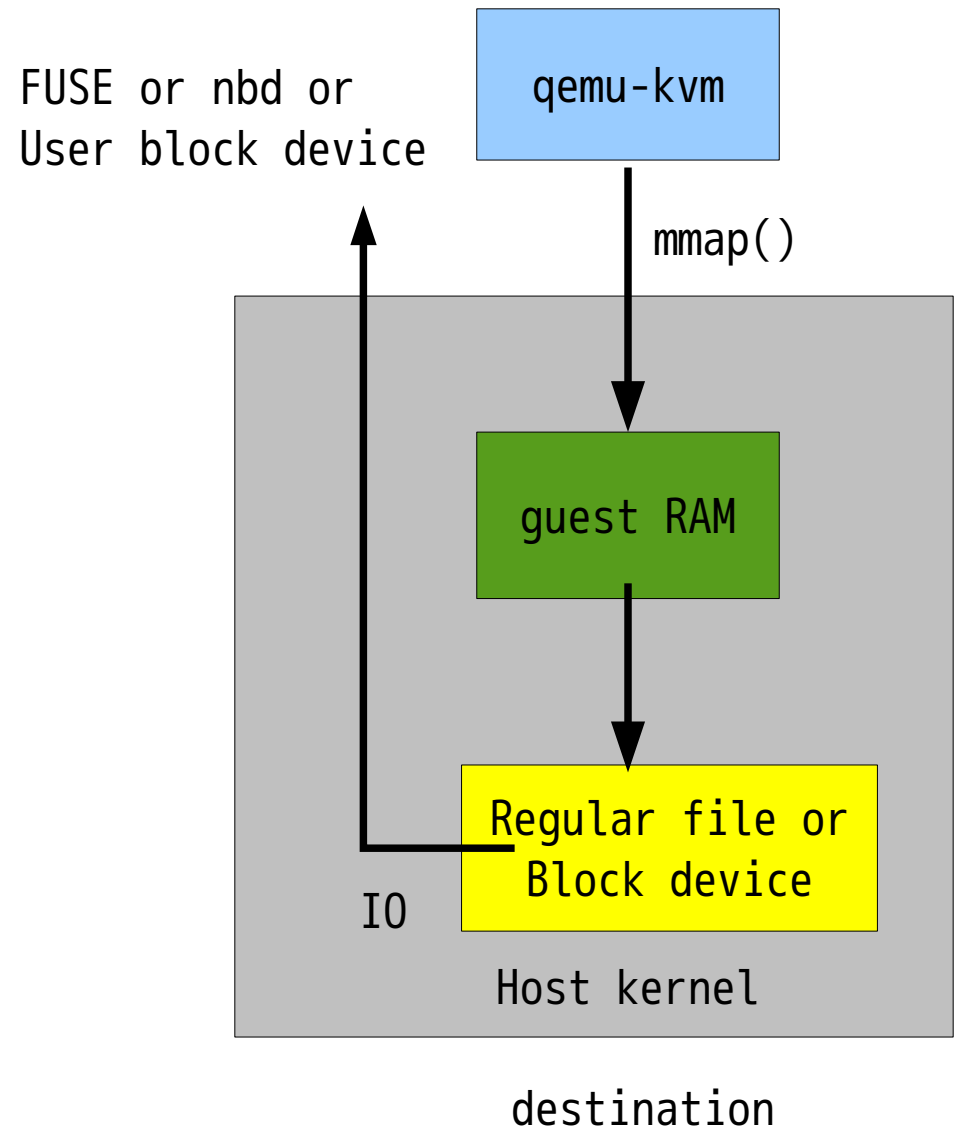 FUSE or nbd or
User block device
qemu-kvm
mmap()
guest RAM
Regular file or
Block device
IO
Host kernel
destination